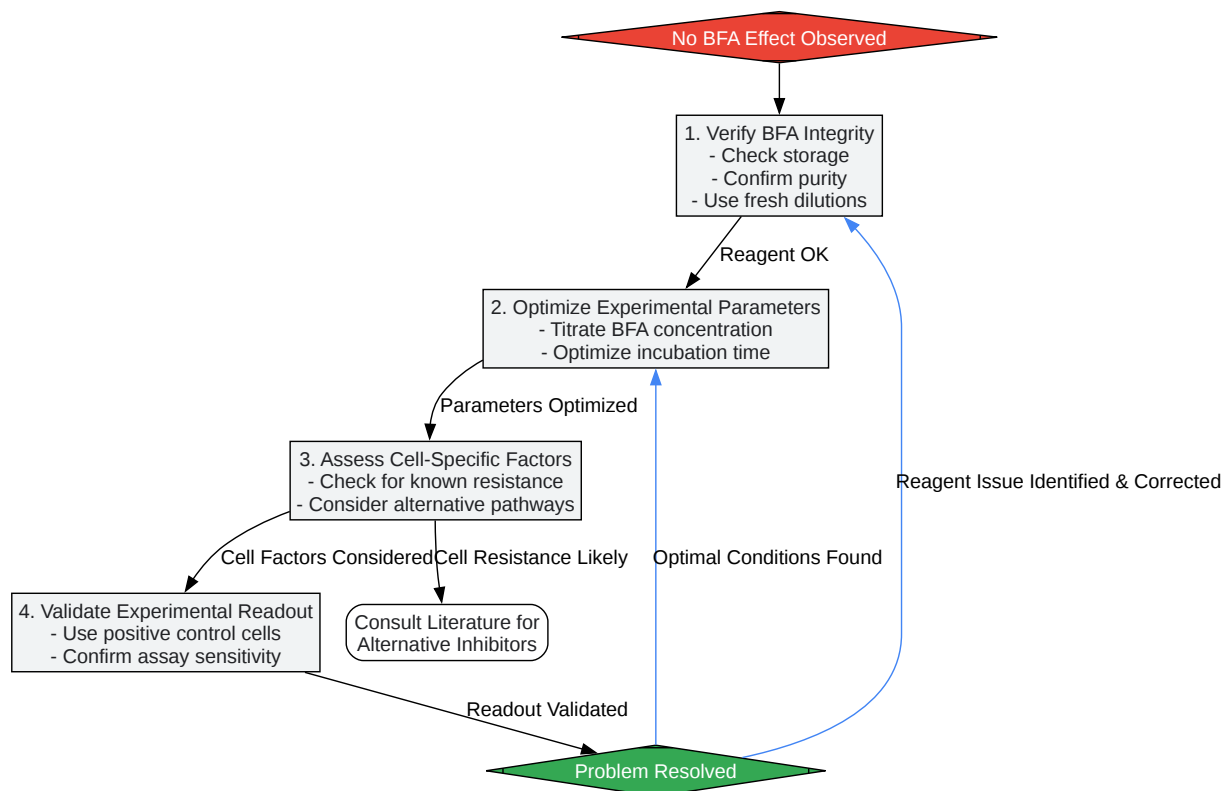 No BFA Effect Observed
1. Verify BFA Integrity
- Check storage
- Confirm purity
- Use fresh dilutions
Reagent OK
2. Optimize Experimental Parameters
- Titrate BFA concentration
- Optimize incubation time
Parameters Optimized
3. Assess Cell-Specific Factors
- Check for known resistance
- Consider alternative pathways
Reagent Issue Identified & Corrected
Cell Factors Considered
Cell Resistance Likely
Optimal Conditions Found
4. Validate Experimental Readout
- Use positive control cells
- Confirm assay sensitivity
Consult Literature for
Alternative Inhibitors
Readout Validated
Problem Resolved